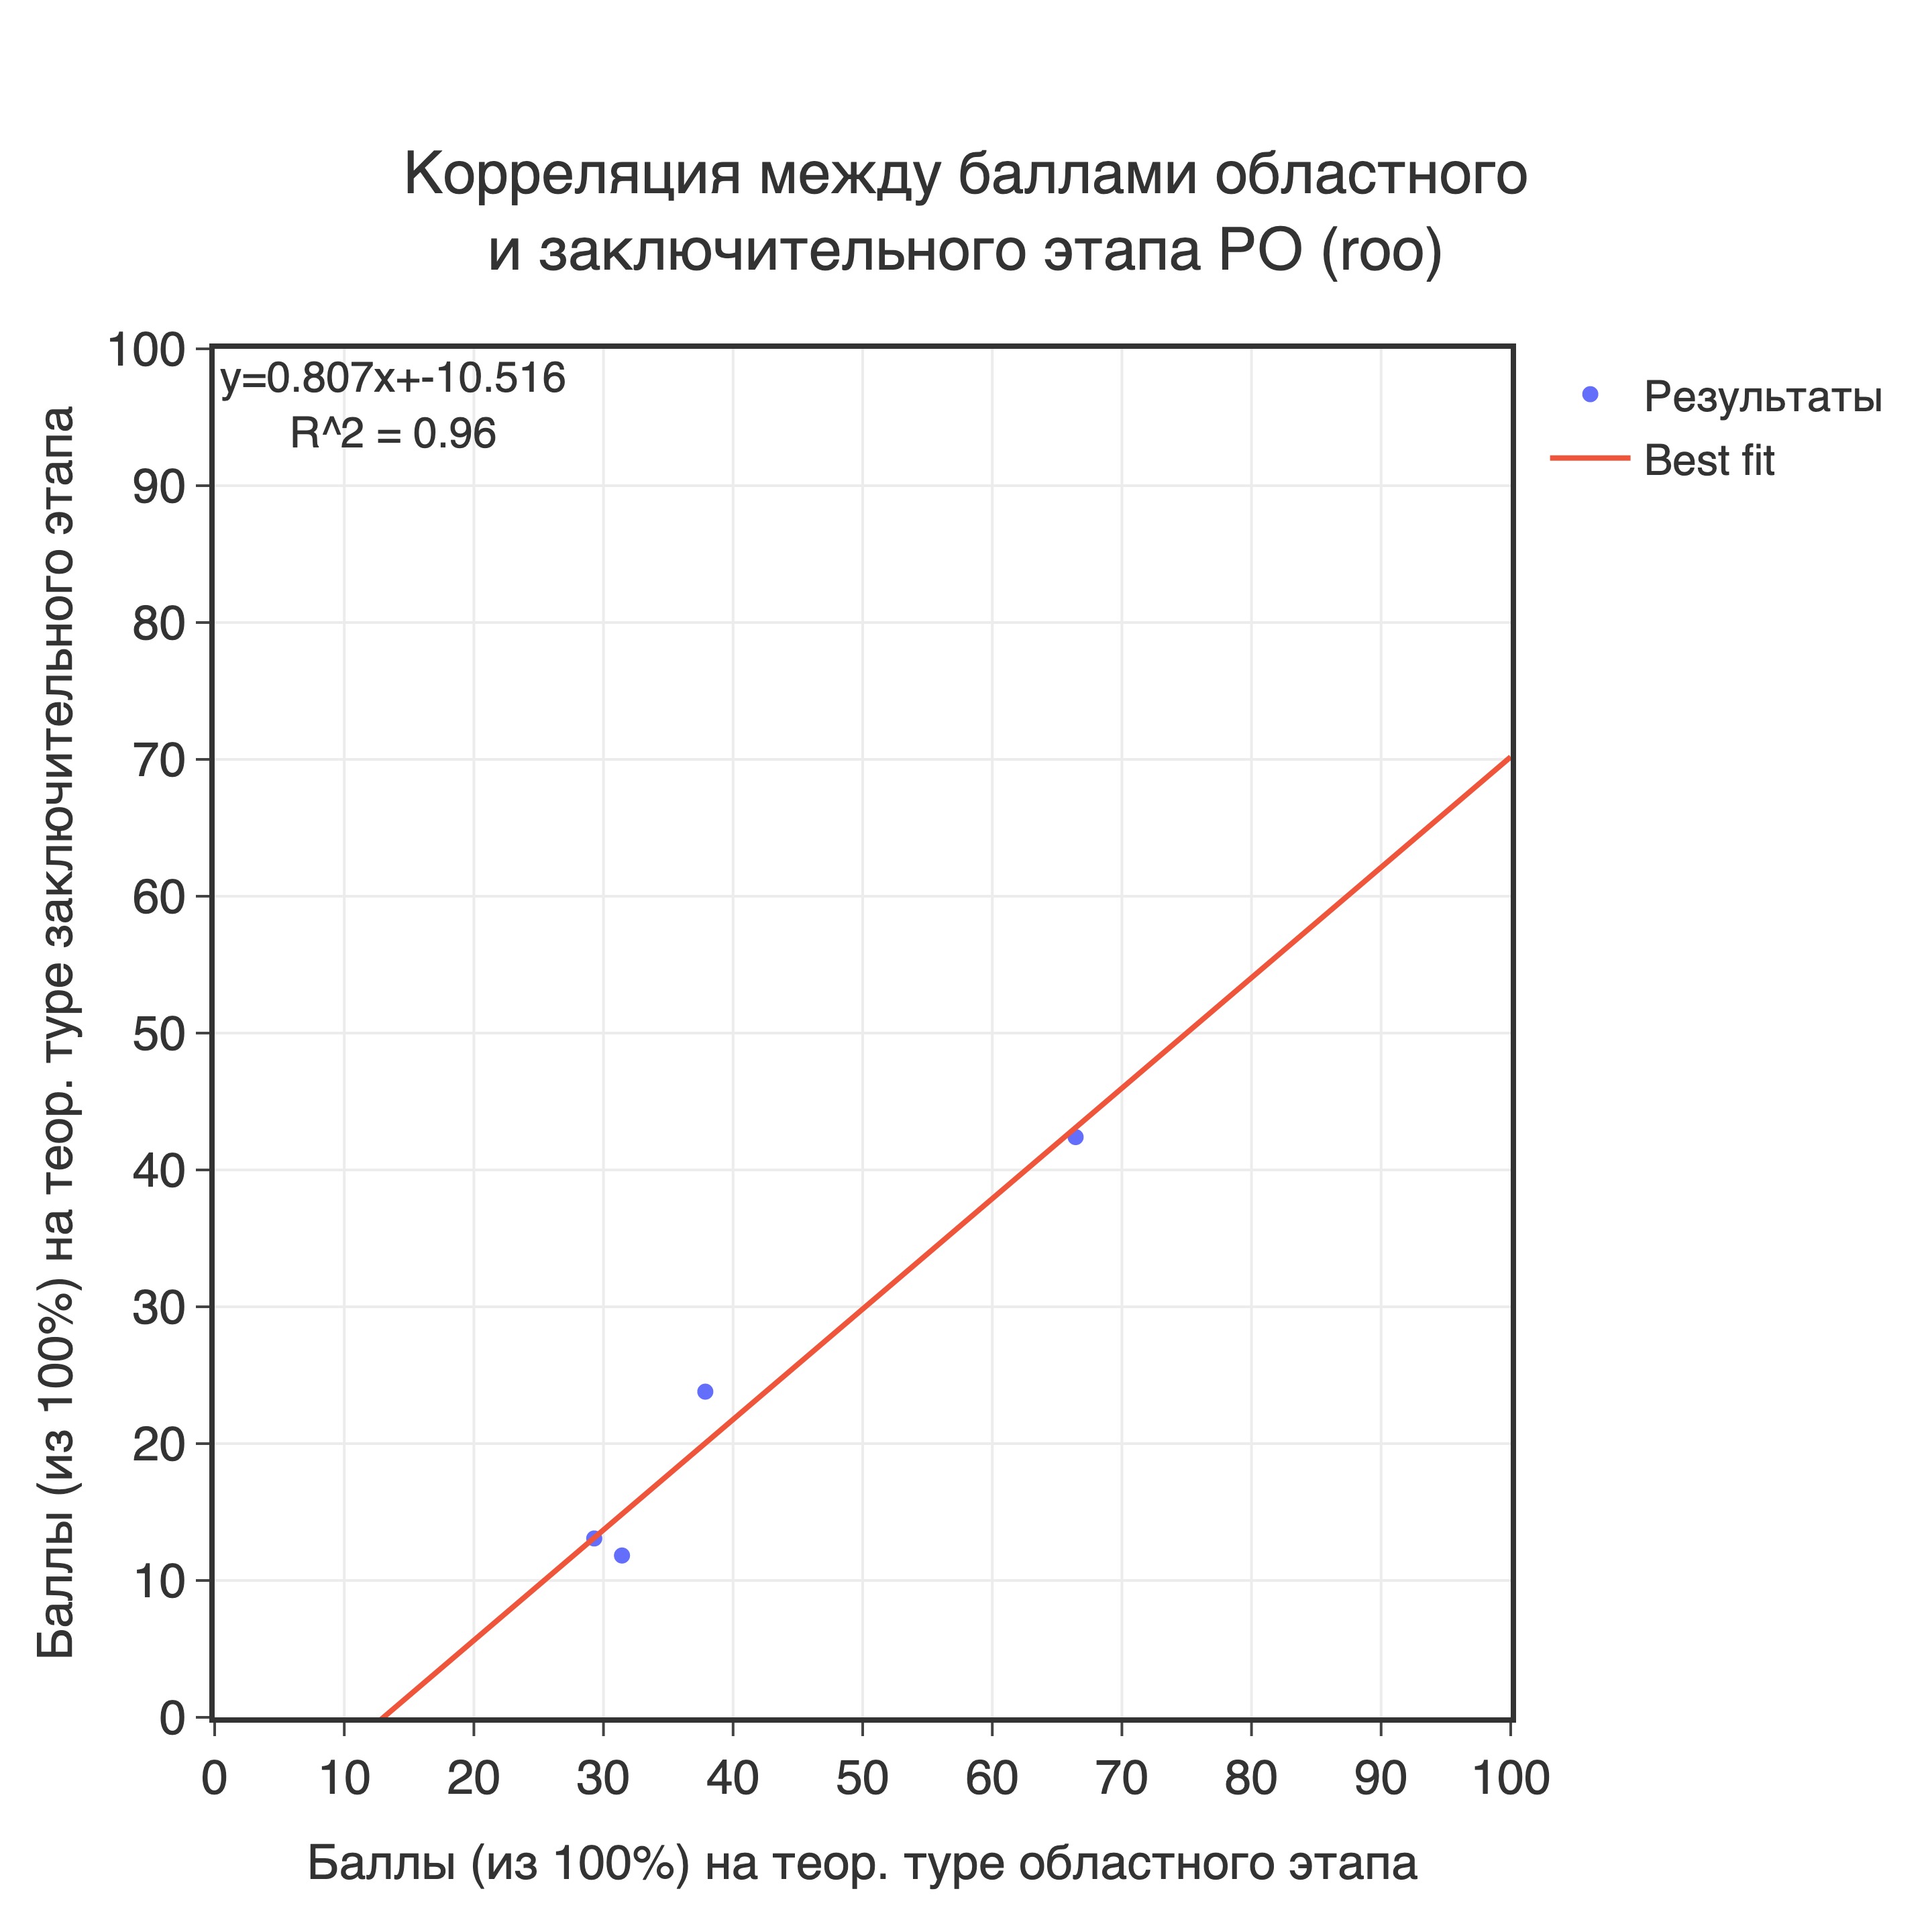 Корреляция между баллами областного
и заключительного этапа РО (roo)
y=0.807x+-10.516
R^2 = 0.96
Результаты
Best fit
Баллы (из 100%) на теор. туре заключительного этапа
100
90
80
70
60
50
40
30
20
10
0
0 10 20 30 40 50 60 70 80 90 100
Баллы (из 100%) на теор. туре областного этапа